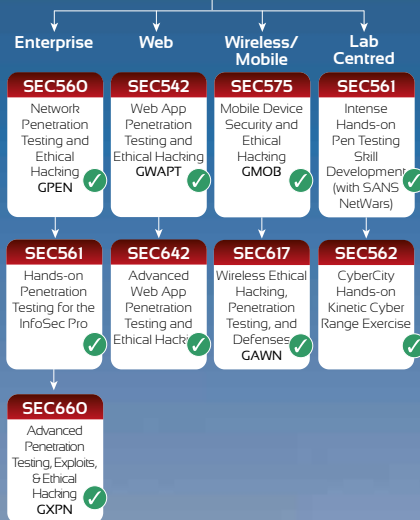 Enterprise
Web
Wireless/
Mobile
Lab
Centred
SEC560
Network
Penetration
Testing and
Ethical
Hacking
GPEN
SEC542
Web App
Penetration
Testing and
Ethical Hacking
GWAPT
SEC575
Mobile Device
Security and
Ethical
Hacking
GMOB
SEC561
Intense
Hands-on
Pen Testing
Skill
Development
(with SANS
NetWars)
SEC561
Hands-on
Penetration
Testing for the
InfoSec Pro
SEC642
Advanced
Web App
Penetration
Testing and
Ethical Hacking
SEC617
Wireless Ethical
Hacking,
Penetration
Testing, and
Defenses
GAWN
SEC562
CyberCity
Hands-on
Kinetic Cyber
Range Exercise
SEC660
Advanced
Penetration
Testing, Exploits,
& Ethical
Hacking
GXPN